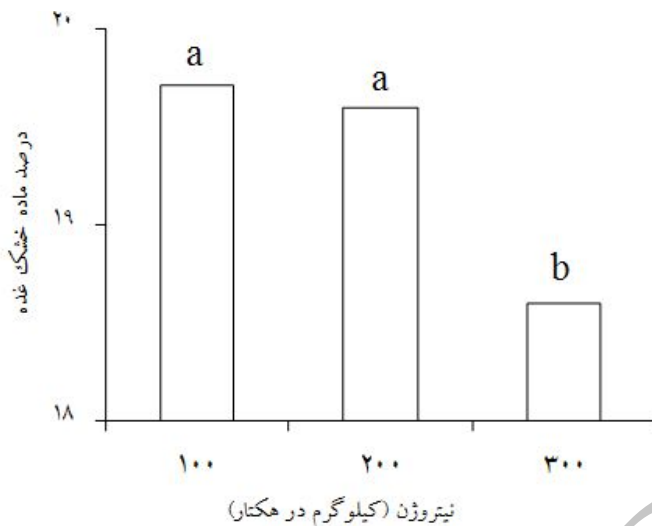 ۲۰
a
a
درصد ماده خشک غده
۱۹
b
۱۸
۱۰۰ ۲۰۰ ۳۰۰
نیتروژن (کیلوگرم در هکتار)